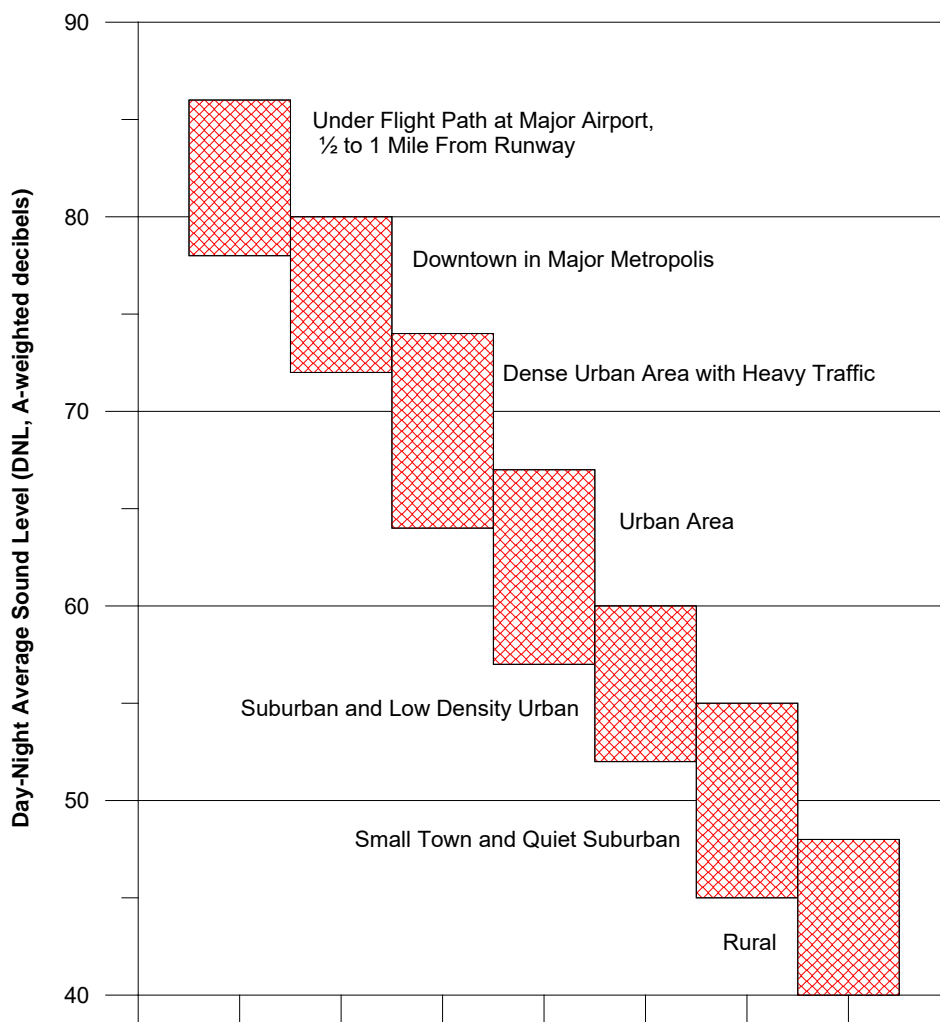 90
Under Flight Path at Major Airport,
½ to 1 Mile From Runway
80
Downtown in Major Metropolis
Dense Urban Area with Heavy Traffic
70
Urban Area
60
Suburban and Low Density Urban
50
Small Town and Quiet Suburban
Rural
40
Day-Night Average Sound Level (DNL, A-weighted decibels)